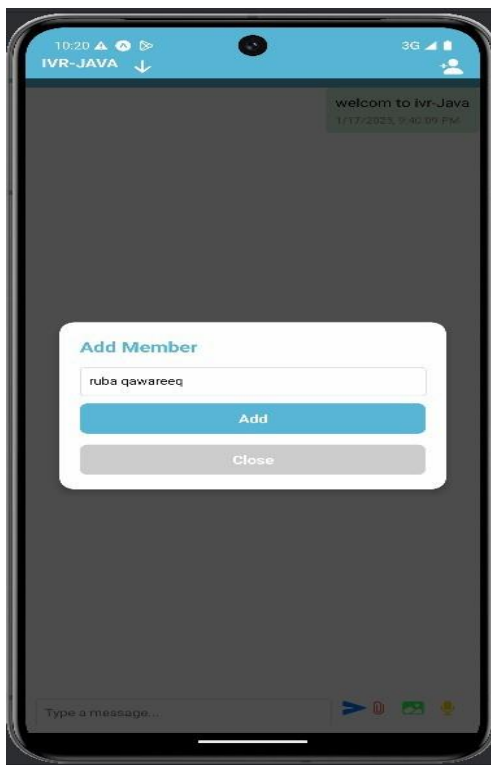 10:20
3G
IVR-JAVA
welcom to ivr-Java
1/17/2025, 9:40:09 PM
Add Member
ruba qawareeq
Add
Close
Type a message...